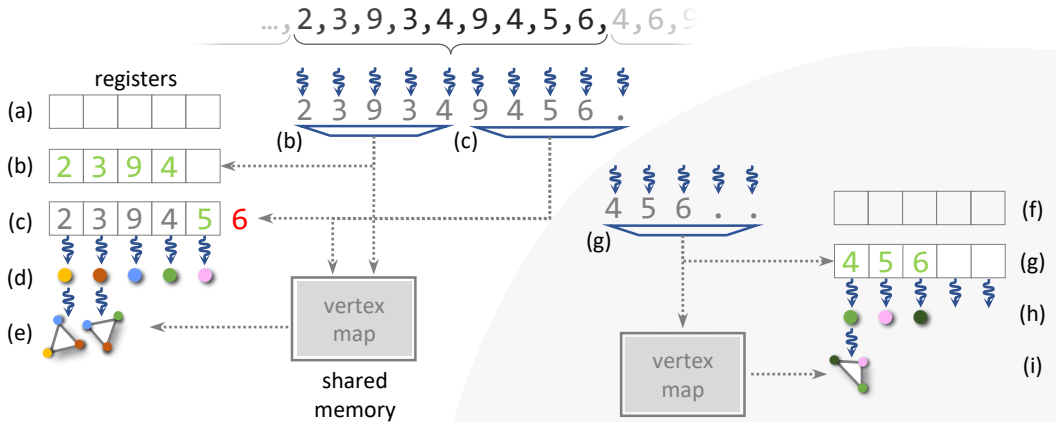 ...,2,3,9,3,4,9,4,5,6,4,6,9
registers
(a)
2 3 9 3 4 9 4 5 6 .
(b) (c)
(b) 2 3 9 4
4 5 6 . .
(c) 2 3 9 4 5 6
(f)
(g)
4 5 6 (g)
(d)
(h)
(e)
vertex
map
vertex
map
(i)
shared
memory